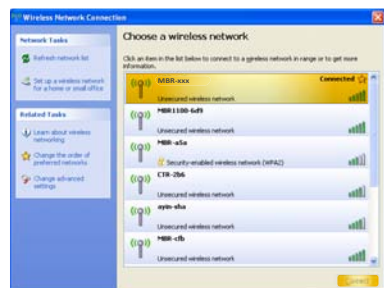 Wireless Network Connection
Network Tasks
Refresh network list
Set up a wireless network
for a home or small office
Related Tasks
Learn about wireless
networking
Change the order of
preferred networks
Change advanced
settings
Choose a wireless network
Click an item in the list below to connect to a wireless network in range or to get more
information.
MBR-xxx
Connected
Unsecured wireless network
MBR1100-6d9
Unsecured wireless network
MBR-a5a
Security-enabled wireless network (WPA2)
CTR-2b6
Unsecured wireless network
ayin-sha
Unsecured wireless network
MBR-cfb
Unsecured wireless network
Connect